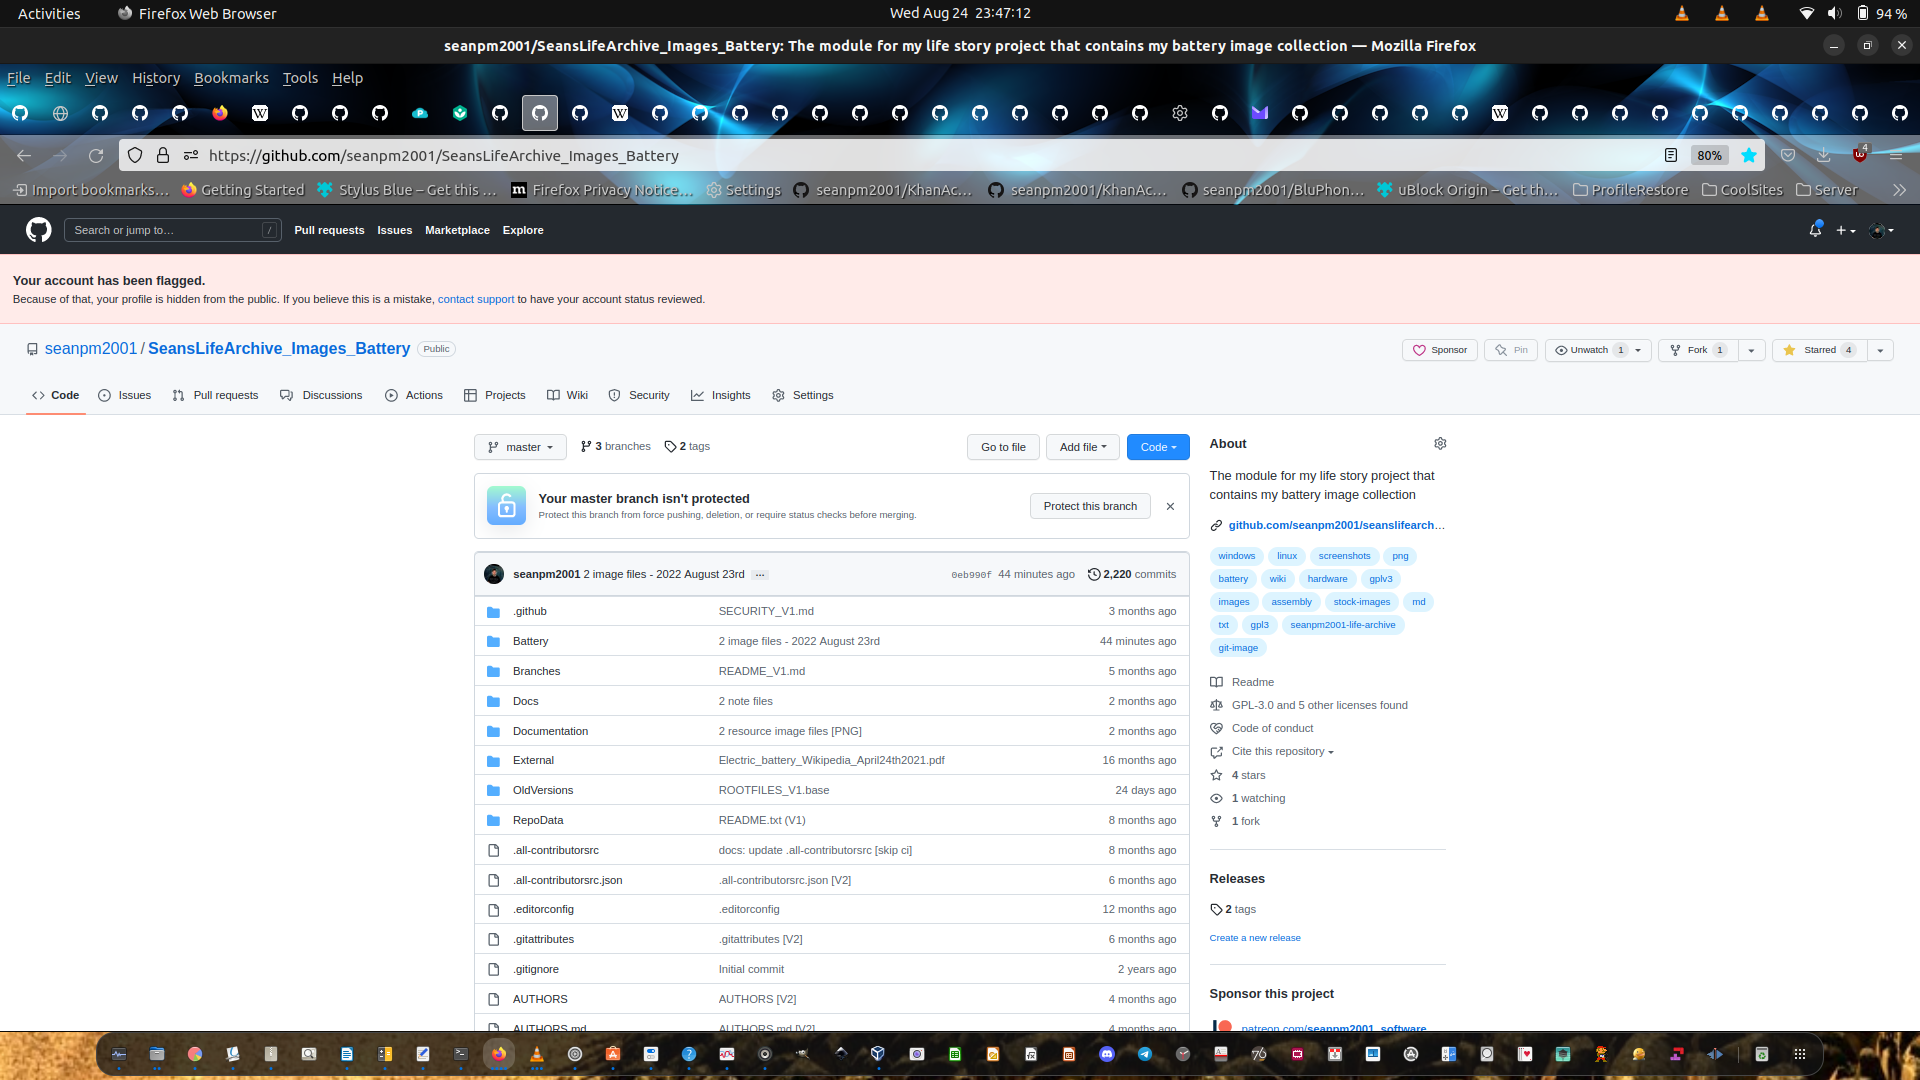 Activities
Firefox Web Browser
Wed Aug 24 23:47:12
94 %
seanpm2001/SeansLifeArchive_Images_Battery: The module for my life story project that contains my battery image collection — Mozilla Firefox
File Edit View History Bookmarks Tools Help
https://github.com/seanpm2001/SeansLifeArchive_Images_Battery
80%
4
Import bookmarks…
Getting Started
Stylus Blue – Get this …
Firefox Privacy Notice…
Settings
seanpm2001/KhanAc…
seanpm2001/KhanAc…
seanpm2001/BluPhon…
uBlock Origin – Get th…
ProfileRestore
CoolSites
Server
Search or jump to…
/
Pull requests Issues Marketplace Explore
Your account has been flagged.
Because of that, your profile is hidden from the public. If you believe this is a mistake, contact support to have your account status reviewed.
seanpm2001 / SeansLifeArchive_Images_Battery Public
Sponsor
Pin
Unwatch 1
Fork 1
Starred 4
Code
Issues
Pull requests
Discussions
Actions
Projects
Wiki
Security
Insights
Settings
master
3 branches
2 tags
Go to file
Add file
Code
Your master branch isn't protected
Protect this branch from force pushing, deletion, or require status checks before merging.
Protect this branch
seanpm2001 2 image files - 2022 August 23rd …
0eb990f 44 minutes ago
2,220 commits
.github SECURITY_V1.md 3 months ago
Battery 2 image files - 2022 August 23rd 44 minutes ago
Branches README_V1.md 5 months ago
Docs 2 note files 2 months ago
Documentation 2 resource image files [PNG] 2 months ago
External Electric_battery_Wikipedia_April24th2021.pdf 16 months ago
OldVersions ROOTFILES_V1.base 24 days ago
RepoData README.txt (V1) 8 months ago
.all-contributorsrc docs: update .all-contributorsrc [skip ci] 8 months ago
.all-contributorsrc.json .all-contributorsrc.json [V2] 6 months ago
.editorconfig .editorconfig 12 months ago
.gitattributes .gitattributes [V2] 6 months ago
.gitignore Initial commit 2 years ago
AUTHORS AUTHORS [V2] 4 months ago
AUTHORS.md AUTHORS.md [V2] 4 months ago
About
The module for my life story project that
contains my battery image collection
github.com/seanpm2001/seanslifearch…
windows linux screenshots png
battery wiki hardware gplv3
images assembly stock-images md
txt gpl3 seanpm2001-life-archive
git-image
Readme
GPL-3.0 and 5 other licenses found
Code of conduct
Cite this repository
4 stars
1 watching
1 fork
Releases
2 tags
Create a new release
Sponsor this project
patreon.com/seanpm2001_software